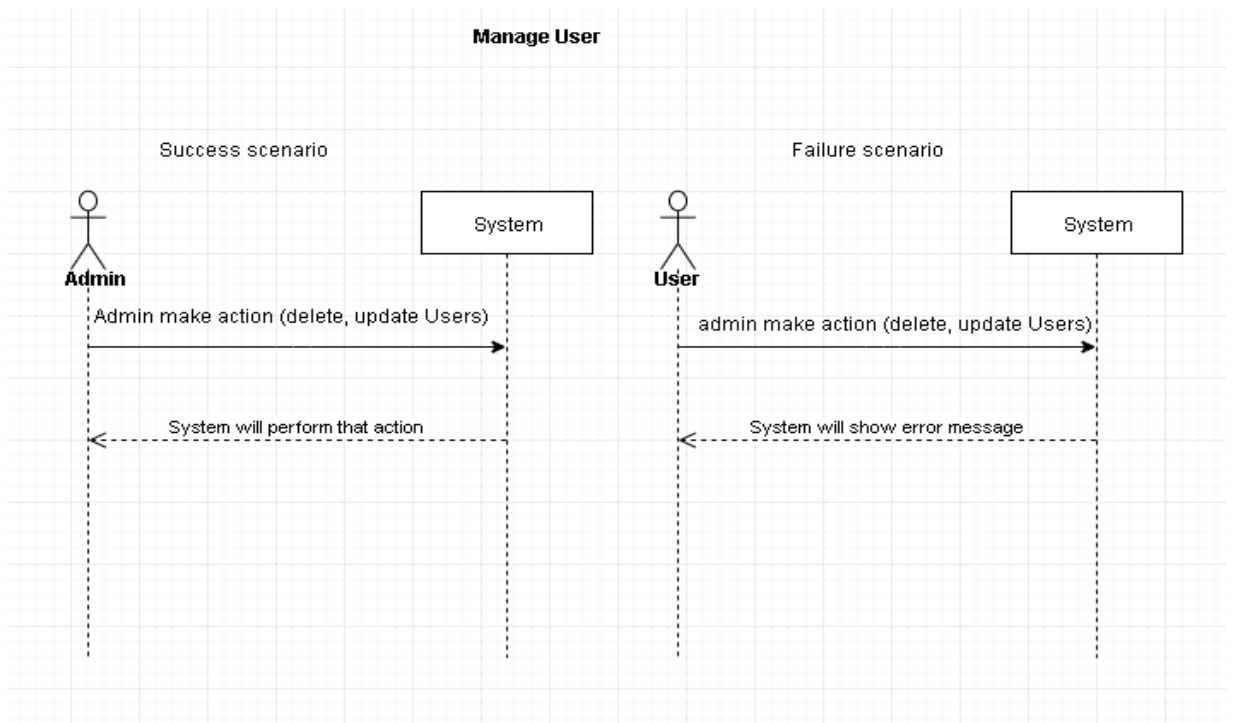 Manage User
Success scenario
Failure scenario
System
System
Admin
User
Admin make action (delete, update Users)
admin make action (delete, update Users)
System will perform that action
System will show error message